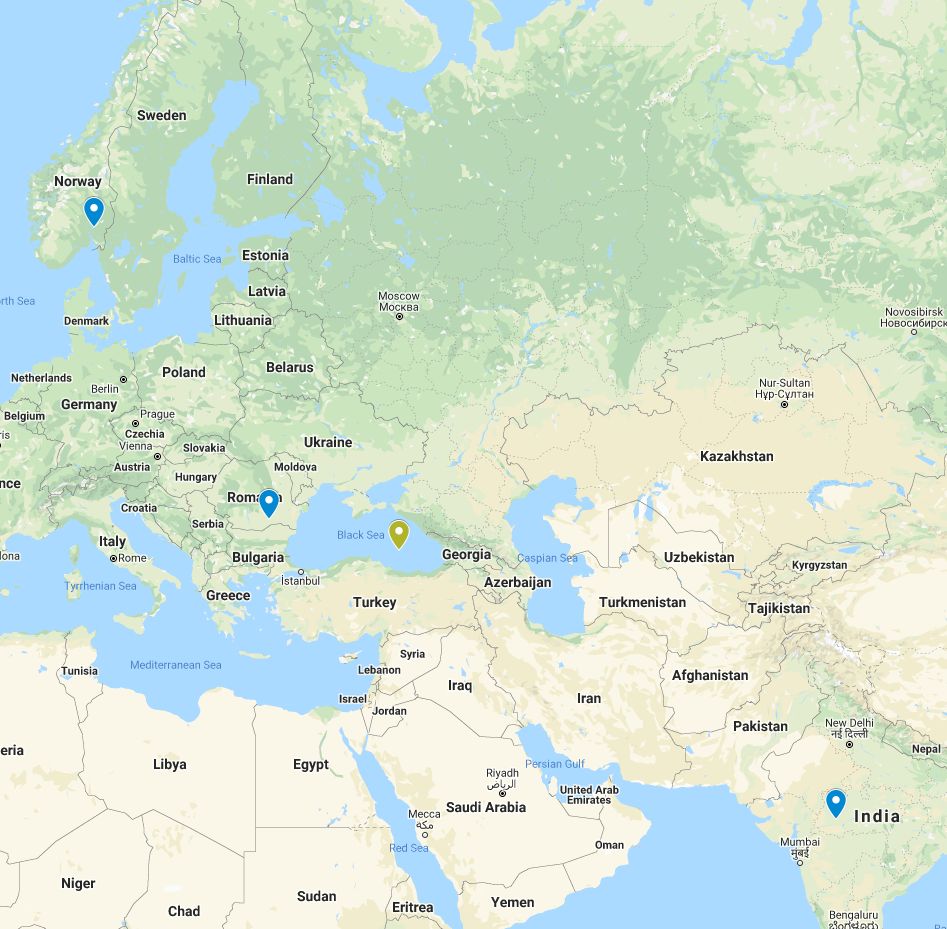 Sweden
Norway
Finland
Baltic Sea
Estonia
rth Sea
Latvia
Moscow
Москва
Denmark
Lithuania
Novosibirsk
Новосибирск
Netherlands
Berlin
Poland
Belarus
Nur-Sultan
Нұр-Сұлтан
Germany
Belgium
Prague
ris
Czechia
Vienna
Slovakia
Ukraine
Austria
Moldova
Kazakhstan
Hungary
nce
Croatia
Serbia
Italy
Rome
lona
Black Sea
Bulgaria
Georgia
Caspian Sea
Uzbekistan
Kyrgyzstan
İstanbul
Tyrrhenian Sea
Greece
Azerbaijan
Turkey
Turkmenistan
Tajikistan
Syria
Mediterranean Sea
Tunisia
Lebanon
Afghanistan
Iraq
Israel
Iran
Jordan
Pakistan
New Delhi
नई दिल्ली
eria
Nepal
Libya
Egypt
Persian Gulf
Riyadh
الرياض
United Arab
Emirates
Saudi Arabia
Mecca
مكة
India
Mumbai
मुंबई
Red Sea
Oman
Niger
Chad
Sudan
Eritrea
Yemen
Bengaluru